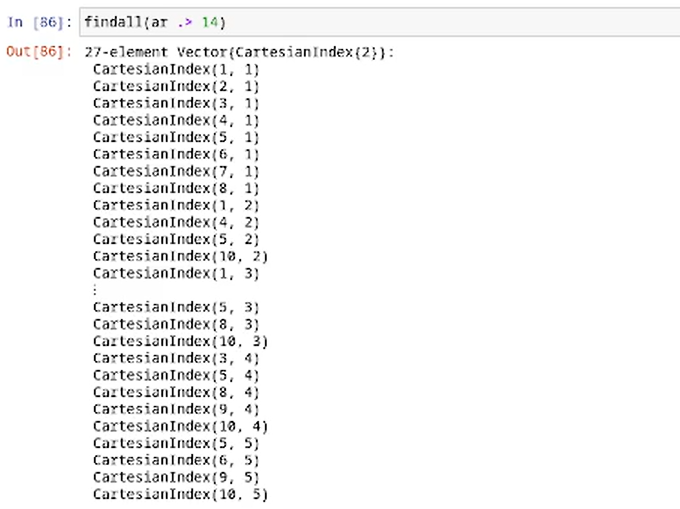 In [86]: findall(ar .> 14)
Out[86]: 27-element Vector{CartesianIndex{2}}:
CartesianIndex(1, 1)
CartesianIndex(2, 1)
CartesianIndex(3, 1)
CartesianIndex(4, 1)
CartesianIndex(5, 1)
CartesianIndex(6, 1)
CartesianIndex(7, 1)
CartesianIndex(8, 1)
CartesianIndex(1, 2)
CartesianIndex(4, 2)
CartesianIndex(5, 2)
CartesianIndex(10, 2)
CartesianIndex(1, 3)
⋮
CartesianIndex(5, 3)
CartesianIndex(8, 3)
CartesianIndex(10, 3)
CartesianIndex(3, 4)
CartesianIndex(5, 4)
CartesianIndex(8, 4)
CartesianIndex(9, 4)
CartesianIndex(10, 4)
CartesianIndex(5, 5)
CartesianIndex(6, 5)
CartesianIndex(9, 5)
CartesianIndex(10, 5)